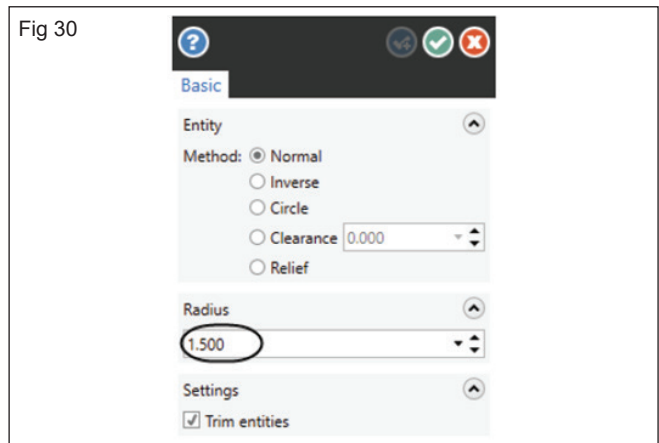 Fig 30
?
Basic
Entity
Method: Normal
Inverse
Circle
Clearance 0.000
Relief
Radius
1.500
Settings
Trim entities